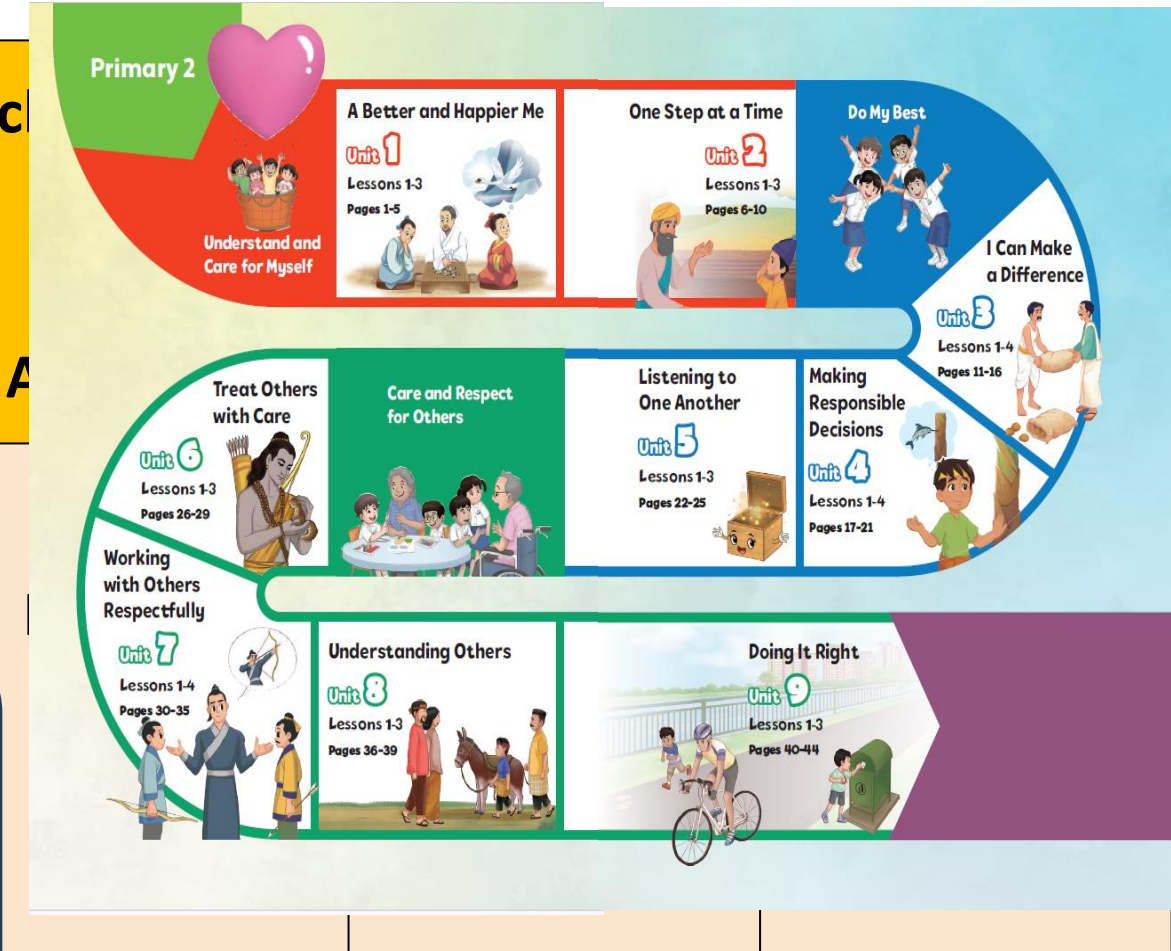 Primary 2
Understand and
Care for Myself
A Better and Happier Me
Unit 1
Lessons 1-3
Pages 1-5
One Step at a Time
Unit 2
Lessons 1-3
Pages 6-10
Do My Best
I Can Make
a Difference
Unit 3
Lessons 1-4
Pages 11-16
Making
Responsible
Decisions
Unit 4
Lessons 1-4
Pages 17-21
Listening to
One Another
Unit 5
Lessons 1-3
Pages 22-25
Care and Respect
for Others
Treat Others
with Care
Unit 6
Lessons 1-3
Pages 26-29
Working
with Others
Respectfully
Unit 7
Lessons 1-4
Pages 30-35
Understanding Others
Unit 8
Lessons 1-3
Pages 36-39
Doing It Right
Unit 9
Lessons 1-3
Pages 40-44